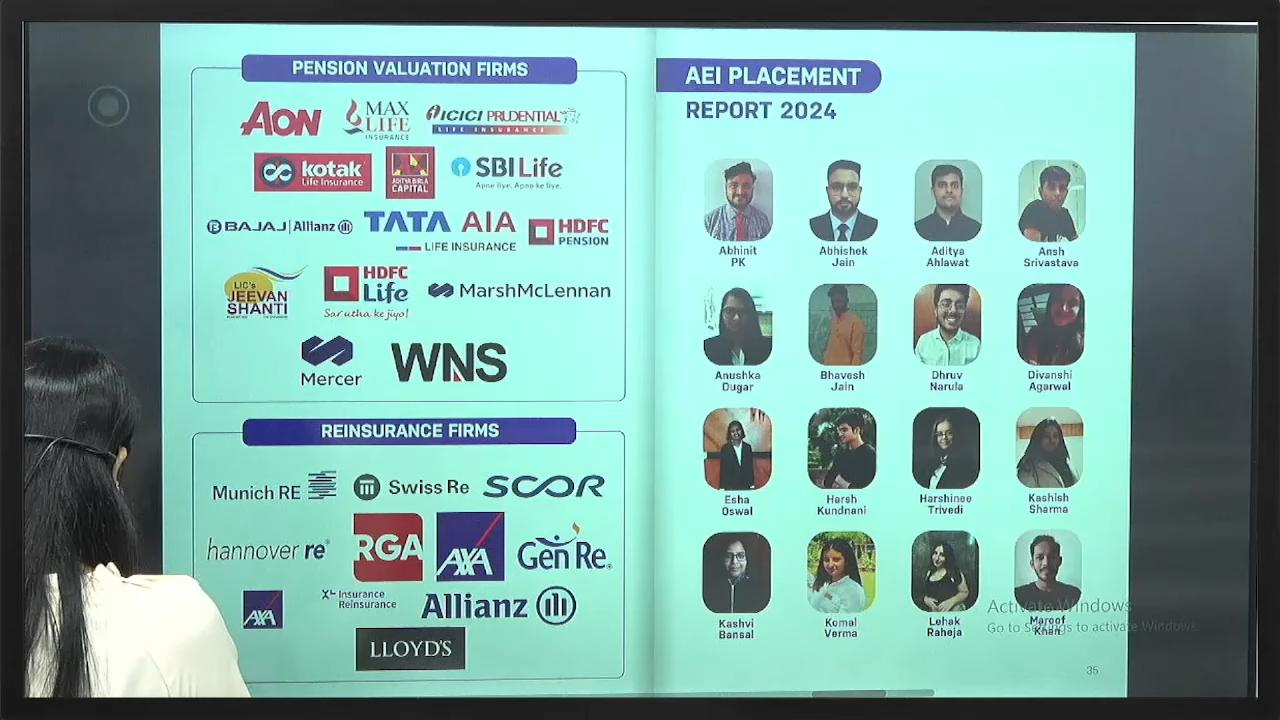 PENSION VALUATION FIRMS
AON
MAX
LIFE
INSURANCE
ICICI PRUDENTIAL
LIFE INSURANCE
kotak
Life Insurance
ADITYA BIRLA
CAPITAL
SBI Life
Apne liye. Apno ke liye.
BAJAJ | Allianz
TATA AIA
LIFE INSURANCE
HDFC
PENSION
LIC's
JEEVAN
SHANTI
HDFC
Life
Sar utha ke jiyo!
MarshMcLennan
Mercer
WNS
REINSURANCE FIRMS
Munich RE
Swiss Re
SCOR
hannover re
RGA
AXA
Gen Re
AXA
XL Insurance
Reinsurance
Allianz
LLOYD'S
AEI PLACEMENT
REPORT 2024
Abhinit
PK
Abhishek
Jain
Aditya
Ahlawat
Ansh
Srivastava
Anushka
Dugar
Bhavesh
Jain
Dhruv
Narula
Divanshi
Agarwal
Esha
Oswal
Harsh
Kundnani
Harshinee
Trivedi
Kashish
Sharma
Kashvi
Bansal
Komal
Verma
Lehak
Raheja
Maroof
Khan
Activate Windows
Go to Settings to activate Windows.
35